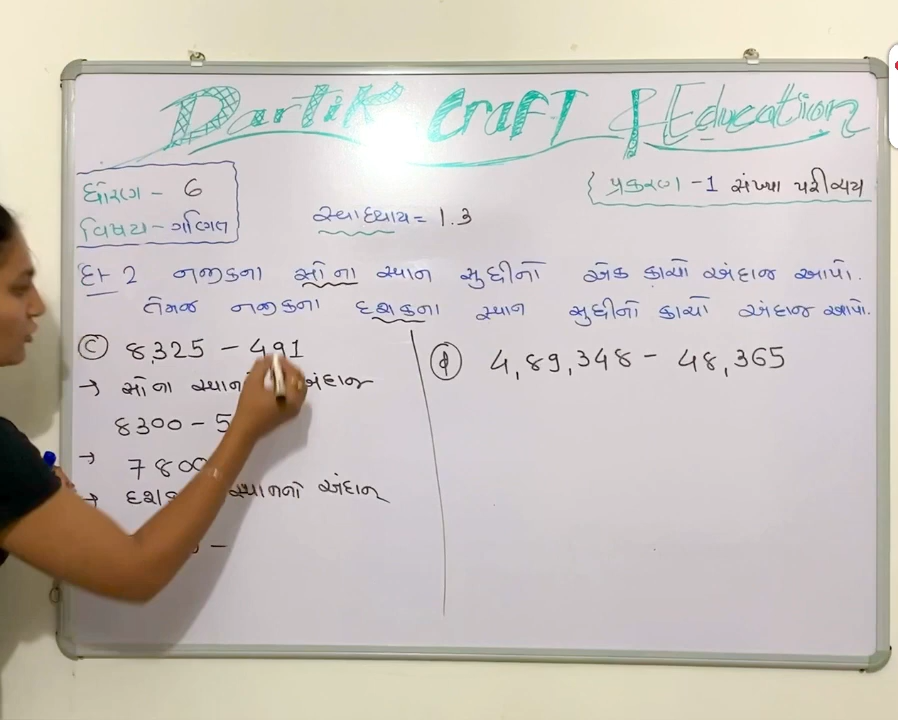 Dartik Craft & Education
ધોરણ - 6
વિષય - ગણિત
પ્રકરણ - 1 સંખ્યા પરીચય
સ્વાધ્યાય = 1.3
દા 2 નજીકના સોના સ્થાન સુધીનો એક કાચો અંદાજ આપો.
તેમજ નજીકના દશકના સ્થાન સુધીનો કાચો અંદાજ આપો.
(c) 8,325 - 491
→ સોના અંદાજ
8300 - 5
→ 7800
→ સ્થાનનો અંદાજ
-
(d) 4,89,348 - 48,365